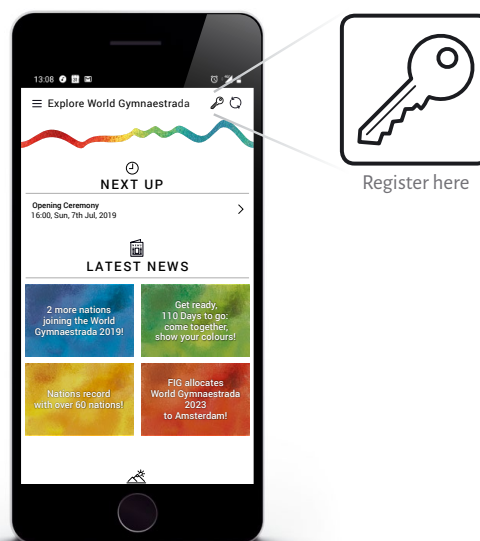 13:08
Explore World Gymnaestrada
NEXT UP
Opening Ceremony
16:00, Sun, 7th Jul, 2019
LATEST NEWS
2 more nations
joining the World
Gymnaestrada 2019!
Get ready,
110 Days to go:
come together,
show your colours!
Nations record
with over 60 nations!
FIG allocates
World Gymnaestrada
2023
to Amsterdam!
Register here